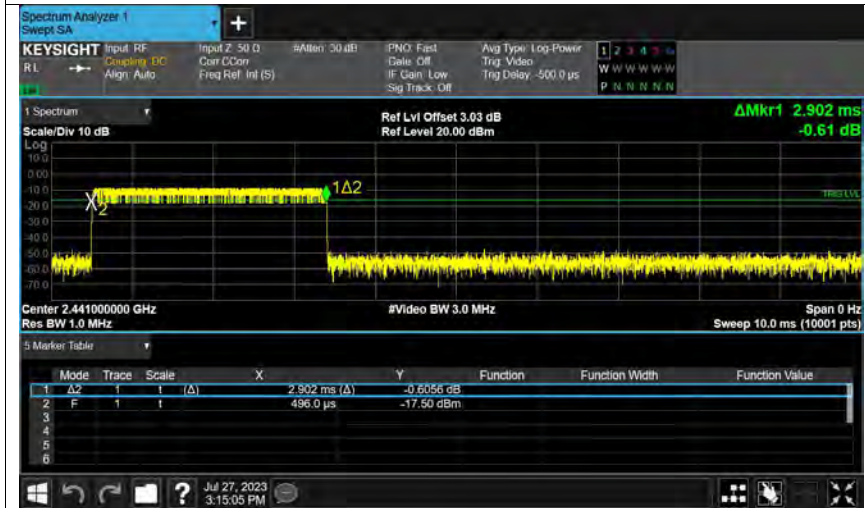 Spectrum Analyzer 1
Swept SA
+
KEYSIGHT Input: RF Input Z: 50 Ω #Atten: 30 dB PNO: Fast Avg Type: Log-Power 1 2 3 4 5 6
RL Coupling: DC Corr CCorr Gate: Off Trig: Video W W W W W W
Align: Auto Freq Ref: Int (S) IF Gain: Low Trig Delay: -500.0 µs
Sig Track: Off P N N N N N
1 Spectrum Ref Lvl Offset 3.03 dB ΔMkr1 2.902 ms
Scale/Div 10 dB Ref Level 20.00 dBm -0.61 dB
Log
10.0
0.00
-10.0 1Δ2
TRIG LVL
X2
-30.0
-40.0
-50.0
-60.0
-70.0
Center 2.441000000 GHz #Video BW 3.0 MHz Span 0 Hz
Res BW 1.0 MHz Sweep 10.0 ms (10001 pts)
5 Marker Table
Mode Trace Scale X Y Function Function Width Function Value
1 Δ2 1 t (Δ) 2.902 ms (Δ) -0.6056 dB
2 F 1 t 496.0 µs -17.50 dBm
3
4
5
6
? Jul 27, 2023
3:15:05 PM